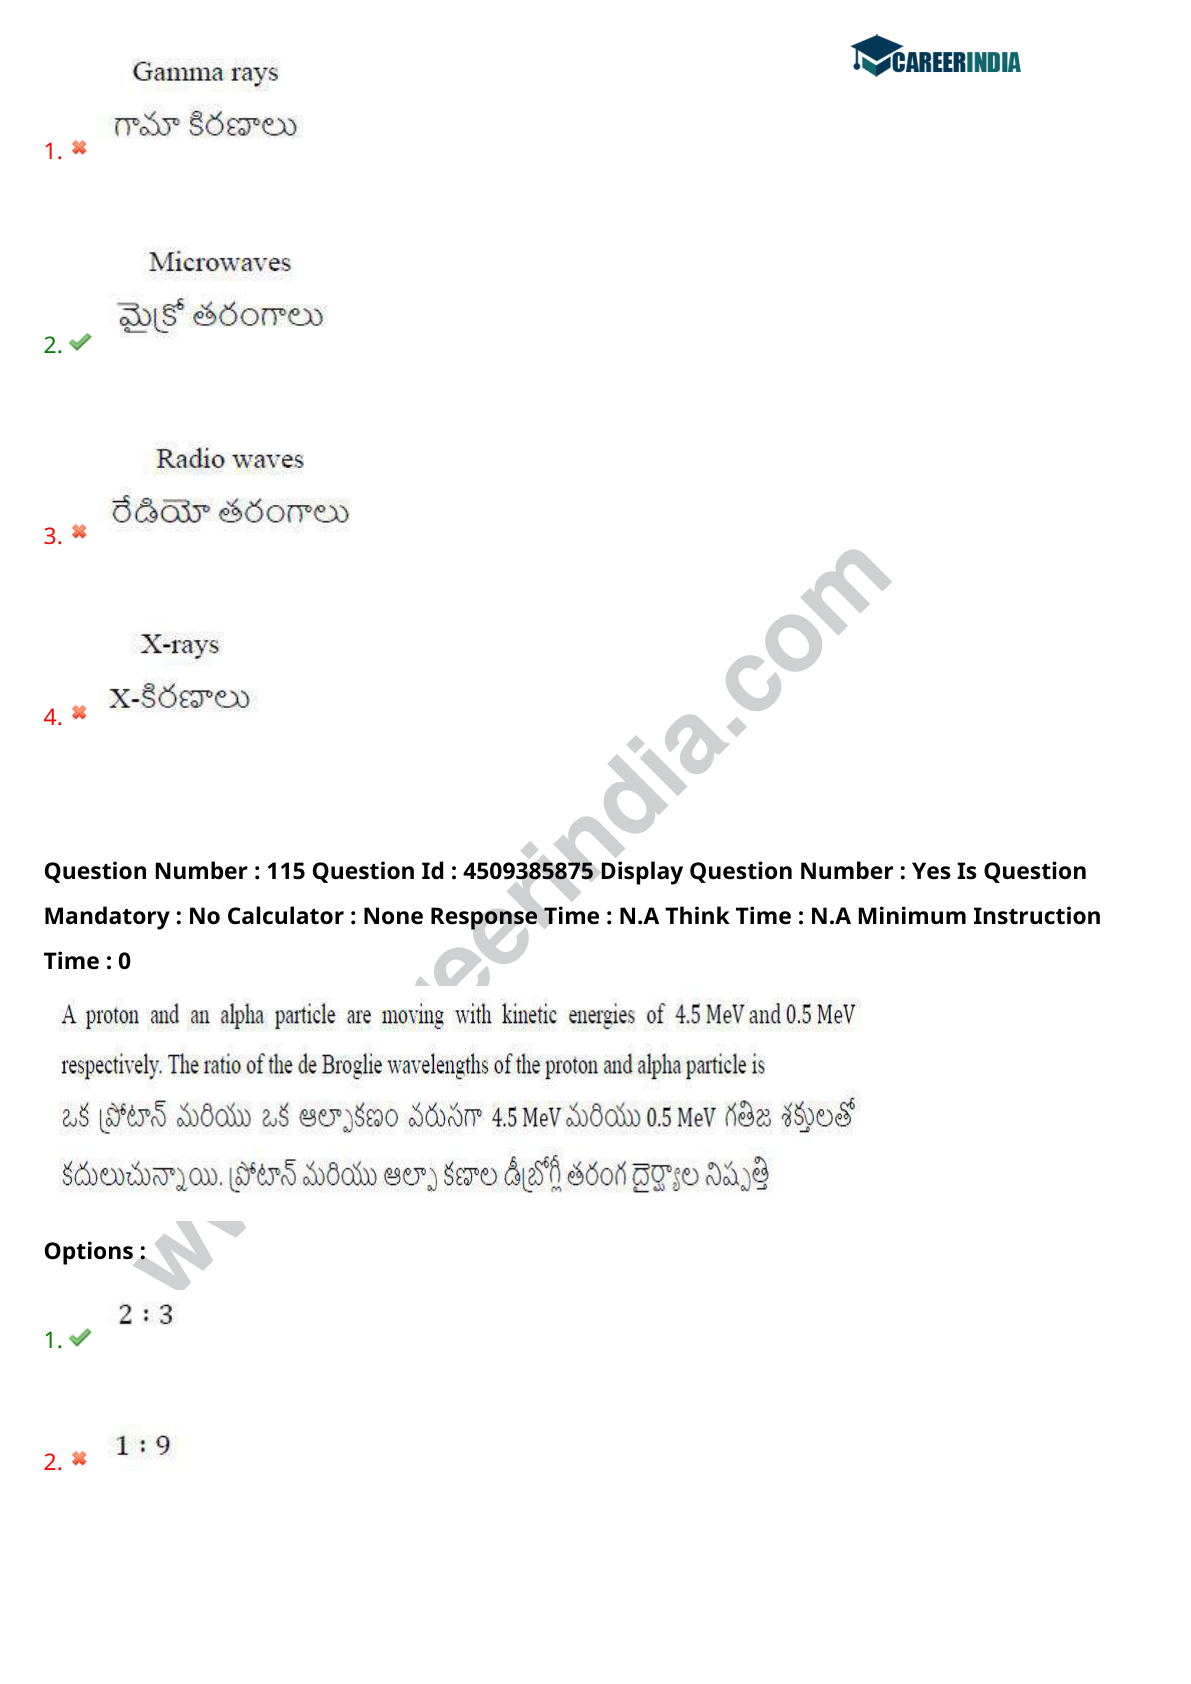 CAREERINDIA
Gamma rays
గామా కిరణాలు
1.
Microwaves
మైక్రో తరంగాలు
2.
Radio waves
రేడియో తరంగాలు
3.
X-rays
X-కిరణాలు
4.
Question Number : 115 Question Id : 4509385875 Display Question Number : Yes Is Question
Mandatory : No Calculator : None Response Time : N.A Think Time : N.A Minimum Instruction
Time : 0
A proton and an alpha particle are moving with kinetic energies of 4.5 MeV and 0.5 MeV
respectively. The ratio of the de Broglie wavelengths of the proton and alpha particle is
ఒక ప్రోటాన్ మరియు ఒక ఆల్ఫాకణం వరుసగా 4.5 MeV మరియు 0.5 MeV గతిజ శక్తులతో
కదులుచున్నాయి. ప్రోటాన్ మరియు ఆల్ఫా కణాల డీబ్రోగ్లీ తరంగ దైర్ఘ్యాల నిష్పత్తి
Options :
2 : 3
1.
1 : 9
2.